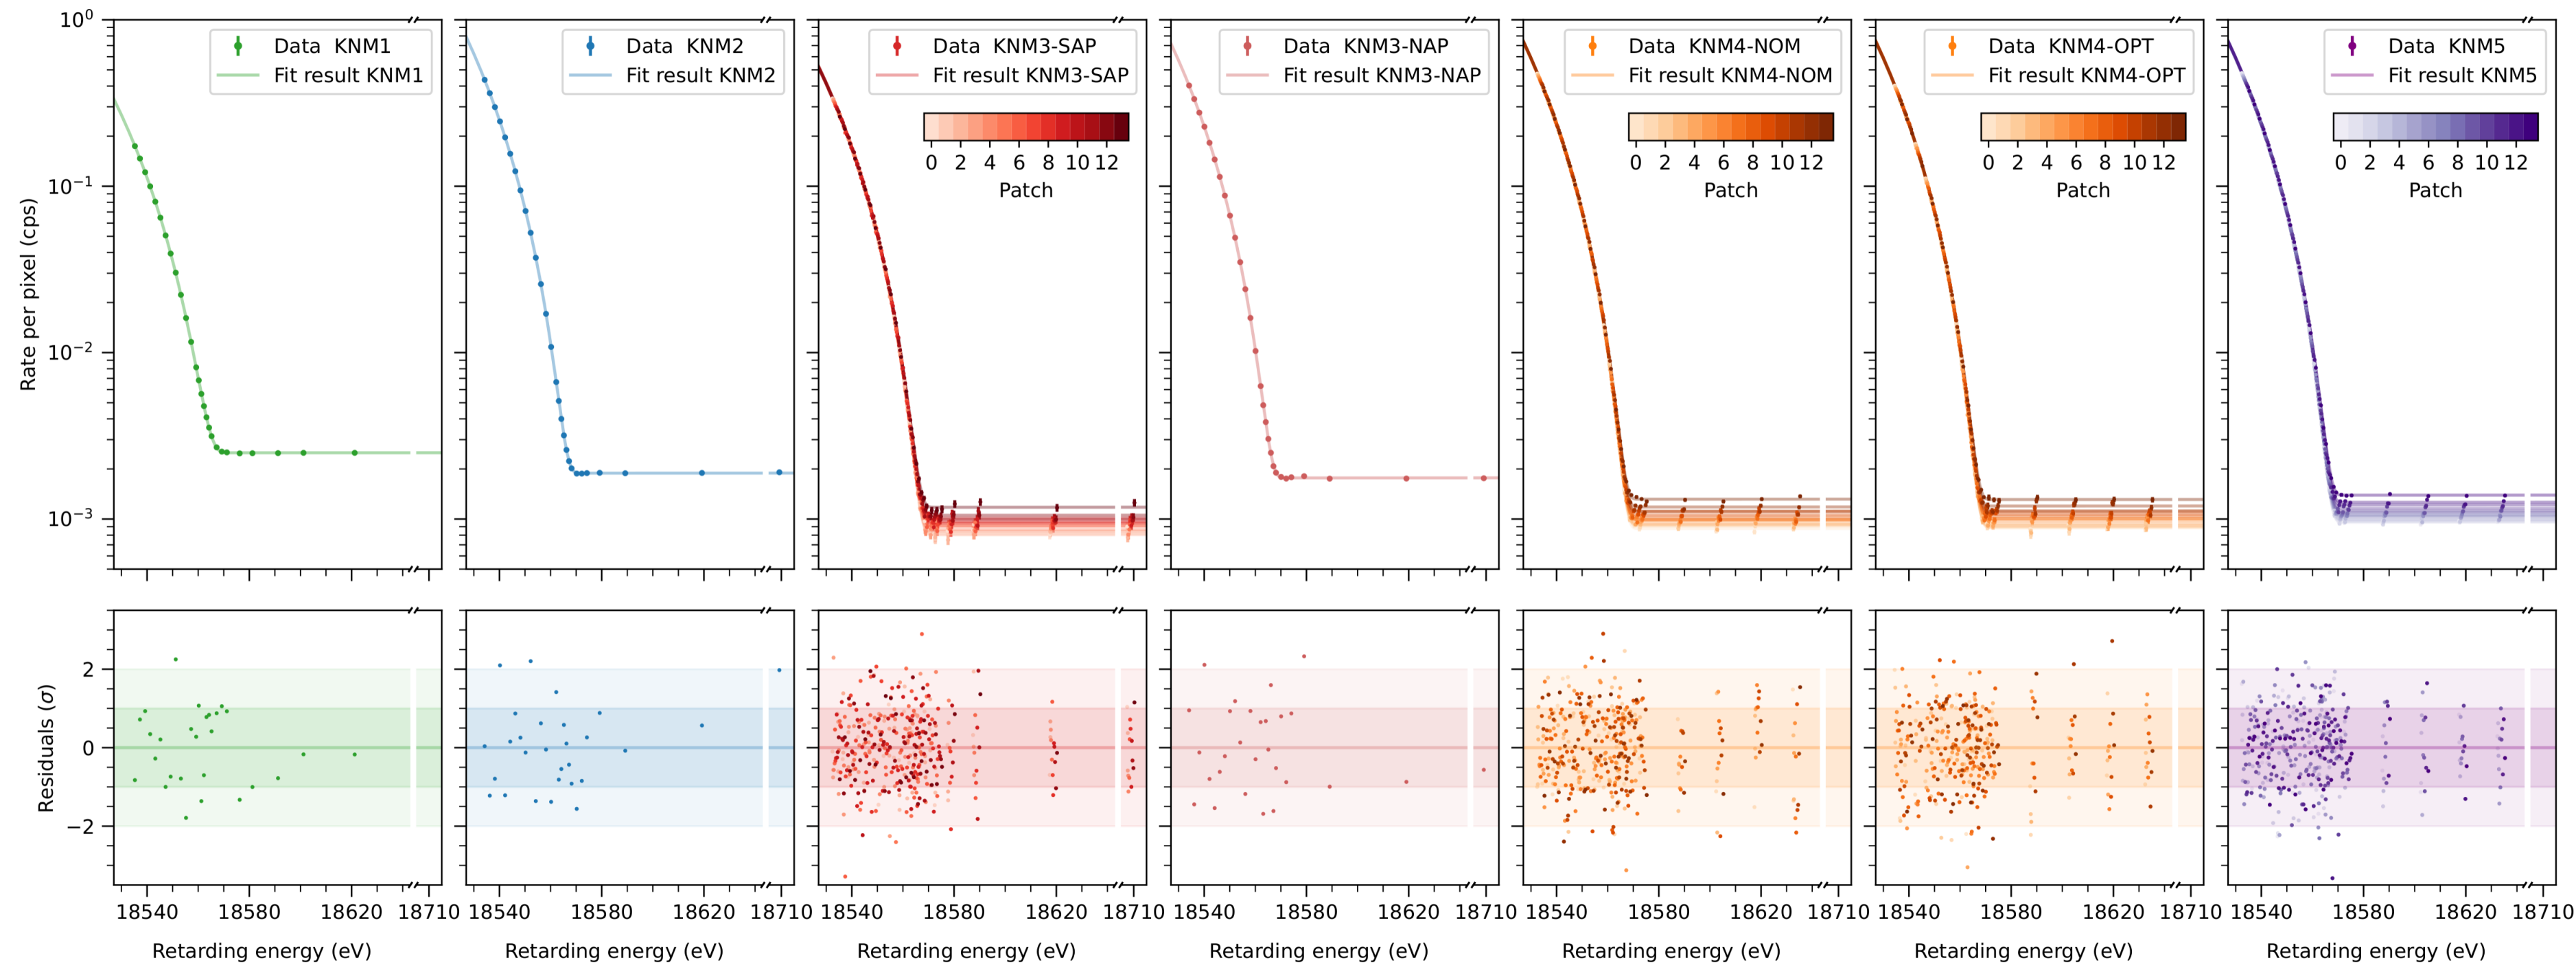 Rate per pixel (cps)
10⁰
10⁻¹
10⁻²
10⁻³
Data KNM1
Fit result KNM1
Data KNM2
Fit result KNM2
Data KNM3-SAP
Fit result KNM3-SAP
0 2 4 6 8 10 12
Patch
Data KNM3-NAP
Fit result KNM3-NAP
Data KNM4-NOM
Fit result KNM4-NOM
0 2 4 6 8 10 12
Patch
Data KNM4-OPT
Fit result KNM4-OPT
0 2 4 6 8 10 12
Patch
Data KNM5
Fit result KNM5
0 2 4 6 8 10 12
Patch
Residuals (σ)
2
0
−2
18540 18580 18620 18710
Retarding energy (eV)
18540 18580 18620 18710
Retarding energy (eV)
18540 18580 18620
Retarding energy (eV)
18540 18580 18620 18710
Retarding energy (eV)
18540 18580 18620 18710
Retarding energy (eV)
18540 18580 18620 18710
Retarding energy (eV)
18540 18580 18620 18710
Retarding energy (eV)